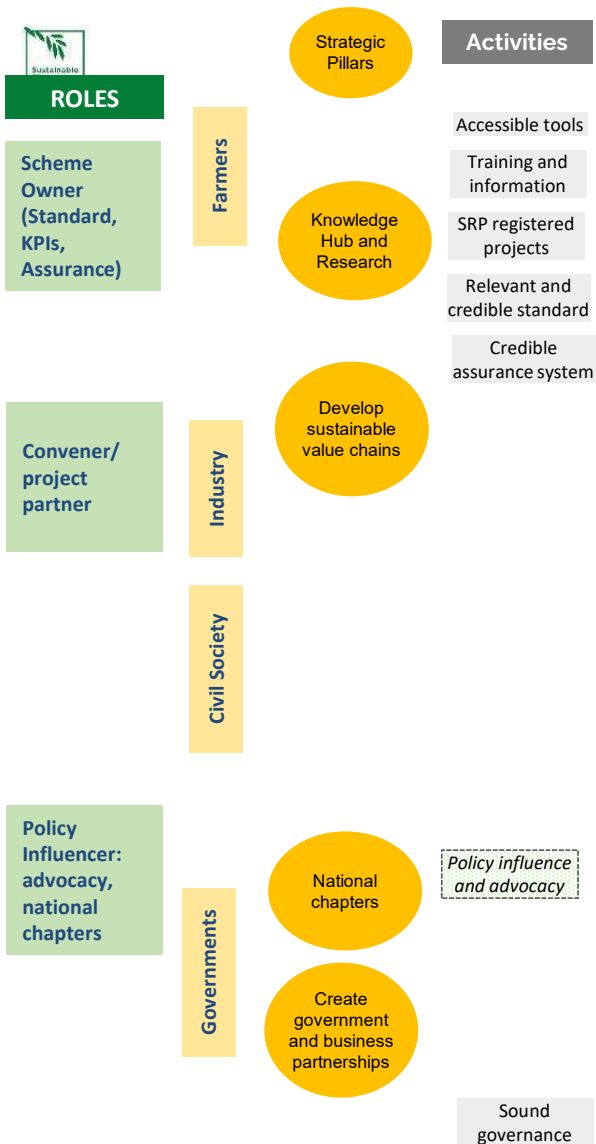 Sustainable
ROLES
Strategic
Pillars
Activities
Scheme
Owner
(Standard,
KPIs,
Assurance)
Farmers
Knowledge
Hub and
Research
Accessible tools
Training and
information
SRP registered
projects
Relevant and
credible standard
Credible
assurance system
Convener/
project
partner
Industry
Develop
sustainable
value chains
Civil Society
Policy
Influencer:
advocacy,
national
chapters
Governments
National
chapters
Policy influence
and advocacy
Create
government
and business
partnerships
Sound
governance